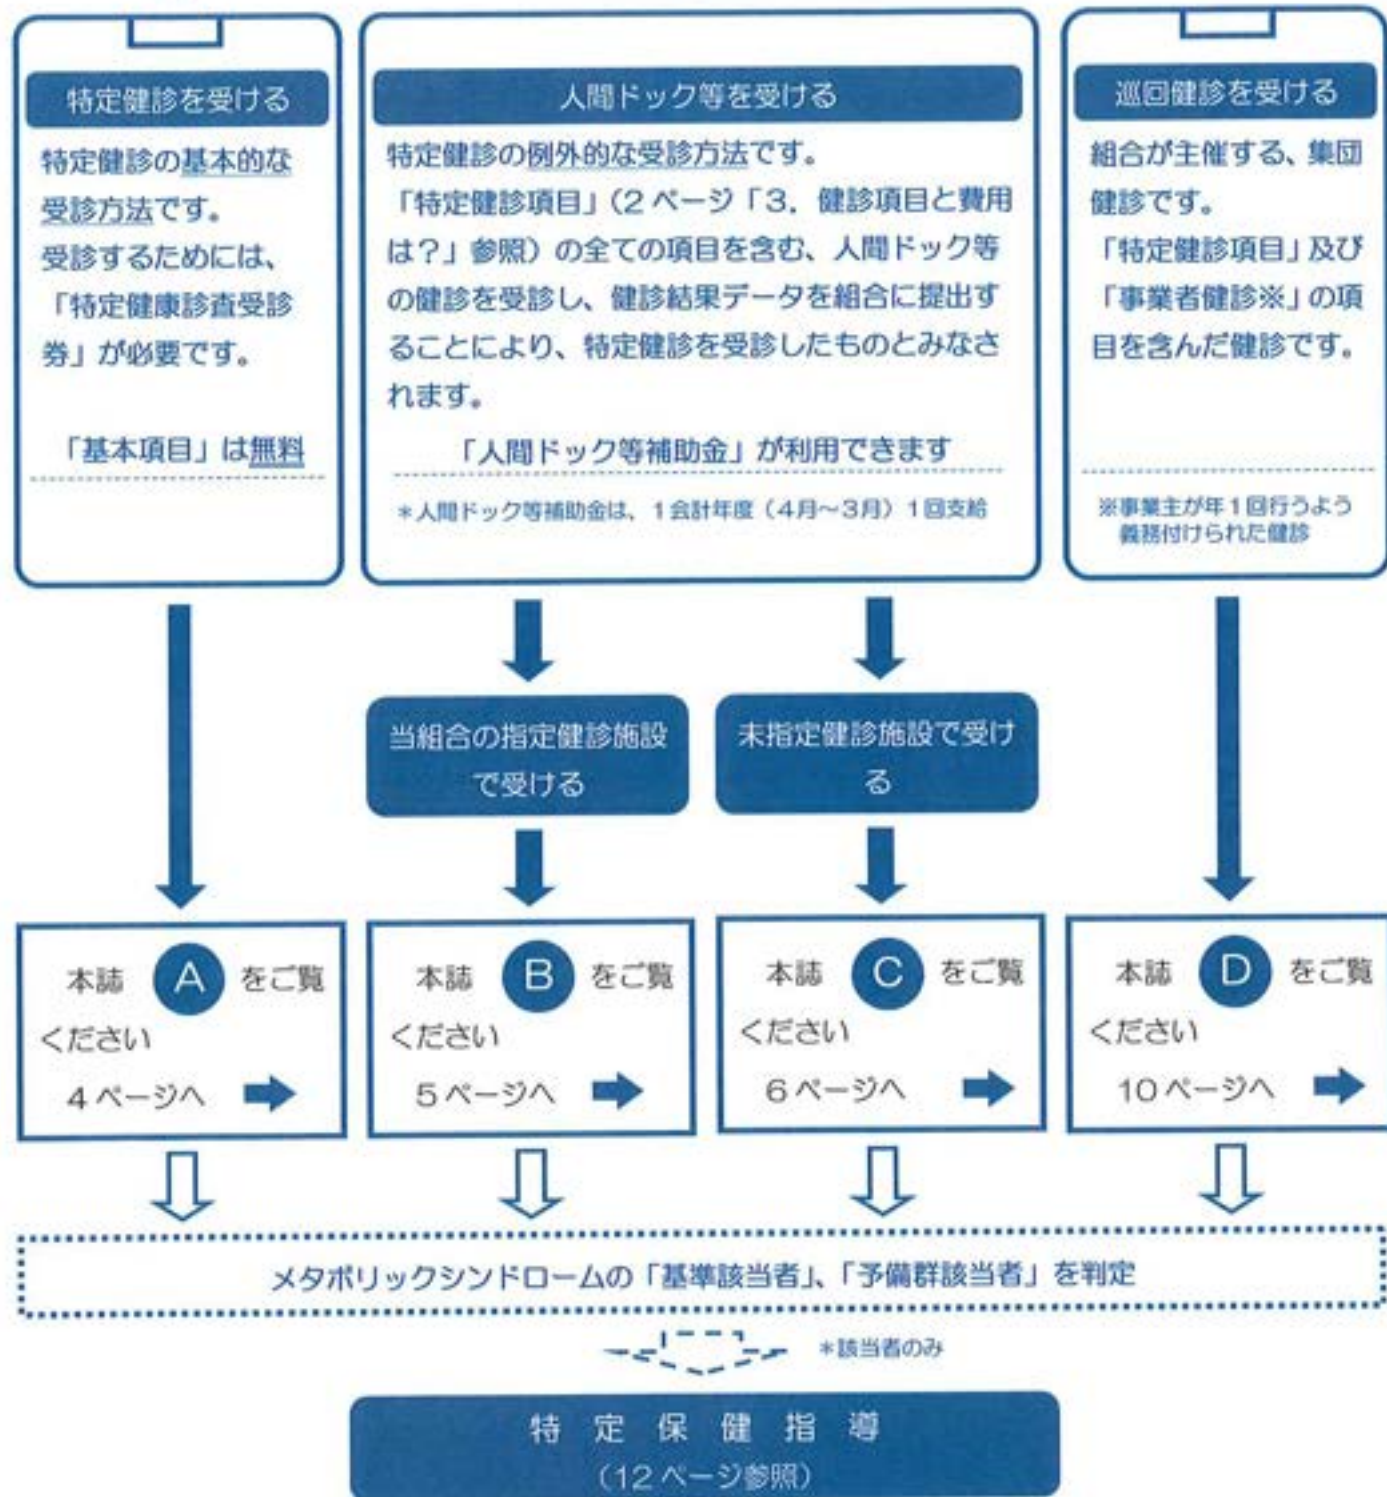 特定健診を受ける
特定健診の基本的な
受診方法です。
受診するためには、
「特定健康診査受診
券」が必要です。
「基本項目」は無料
人間ドック等を受ける
特定健診の例外的な受診方法です。
「特定健診項目」（2ページ「3．健診項目と費用
は？」参照）の全ての項目を含む、人間ドック等
の健診を受診し、健診結果データを組合に提出す
ることにより、特定健診を受診したものとみなさ
れます。
「人間ドック等補助金」が利用できます
＊人間ドック等補助金は、1会計年度（4月～3月）1回支給
巡回健診を受ける
組合が主催する、集団
健診です。
「特定健診項目」及び
「事業者健診※」の項
目を含んだ健診です。
※事業主が年1回行うよう
義務付けられた健診
当組合の指定健診施設
で受ける
未指定健診施設で受け
る
本誌 A をご覧
ください
4ページへ
本誌 B をご覧
ください
5ページへ
本誌 C をご覧
ください
6ページへ
本誌 D をご覧
ください
10ページへ
メタボリックシンドロームの「基準該当者」、「予備群該当者」を判定
＊該当者のみ
特定保健指導
（12ページ参照）